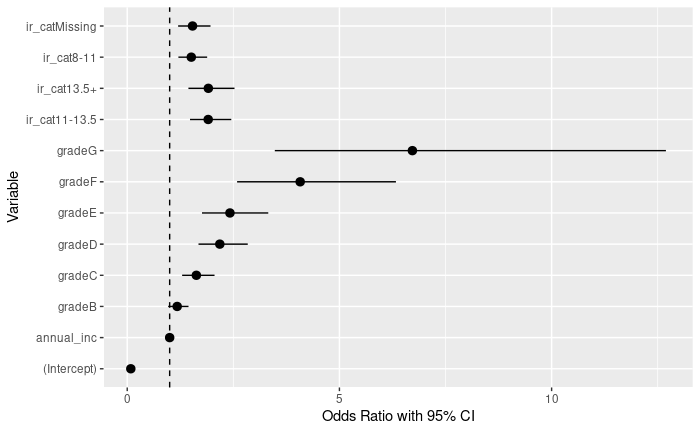 ir_catMissing
ir_cat8-11
ir_cat13.5+
ir_cat11-13.5
gradeG
gradeF
gradeE
gradeD
gradeC
gradeB
annual_inc
(Intercept)
Variable
0 5 10
Odds Ratio with 95% CI